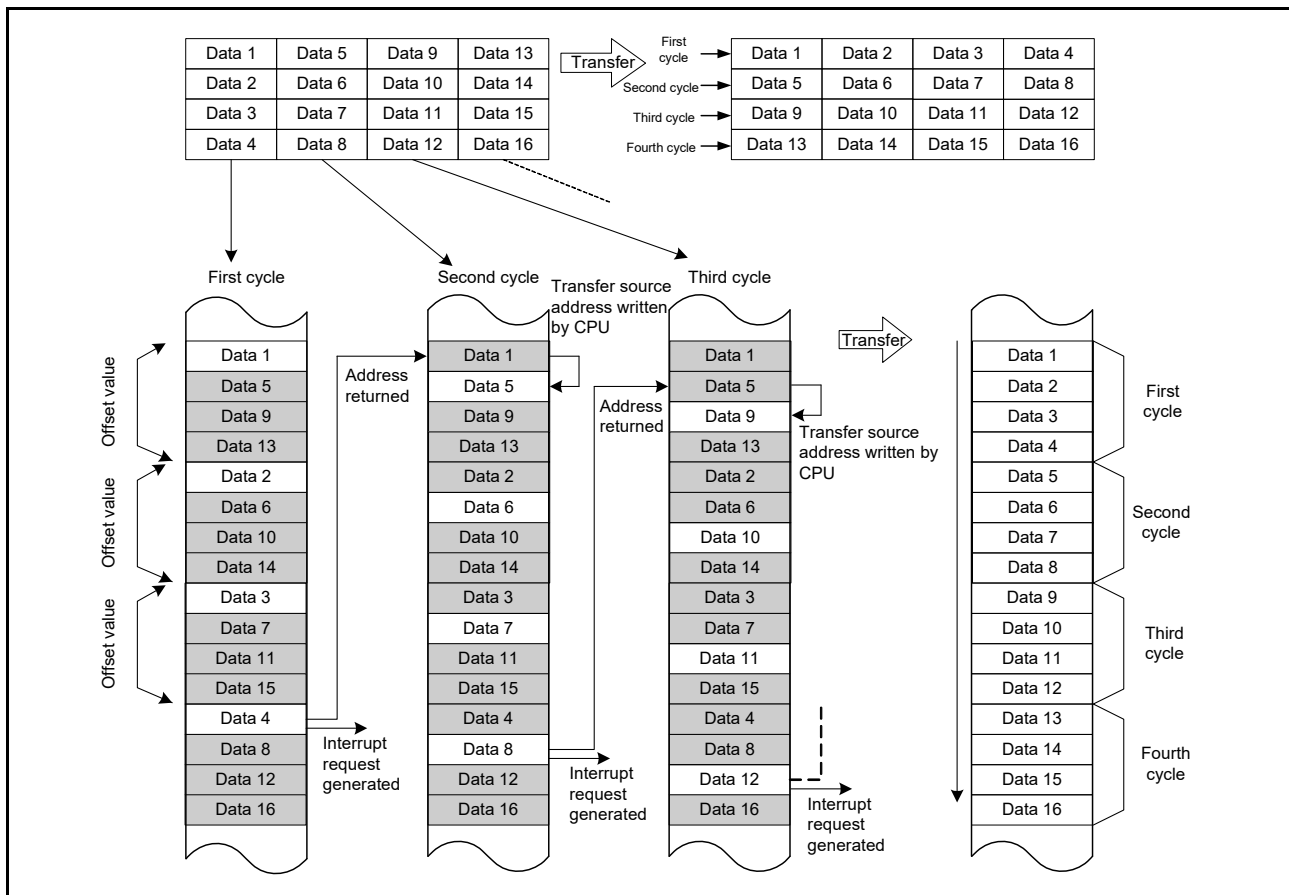 Data 1 Data 5 Data 9 Data 13
Data 2 Data 6 Data 10 Data 14
Data 3 Data 7 Data 11 Data 15
Data 4 Data 8 Data 12 Data 16
Transfer
First
cycle
Second cycle
Third cycle
Fourth cycle
Data 1 Data 2 Data 3 Data 4
Data 5 Data 6 Data 7 Data 8
Data 9 Data 10 Data 11 Data 12
Data 13 Data 14 Data 15 Data 16
First cycle
Offset value
Offset value
Offset value
Data 1
Data 5
Data 9
Data 13
Data 2
Data 6
Data 10
Data 14
Data 3
Data 7
Data 11
Data 15
Data 4
Data 8
Data 12
Data 16
Address
returned
Interrupt
request
generated
Second cycle
Transfer source
address written
by CPU
Data 1
Data 5
Data 9
Data 13
Data 2
Data 6
Data 10
Data 14
Data 3
Data 7
Data 11
Data 15
Data 4
Data 8
Data 12
Data 16
Address
returned
Interrupt
request
generated
Third cycle
Data 1
Data 5
Data 9
Data 13
Data 2
Data 6
Data 10
Data 14
Data 3
Data 7
Data 11
Data 15
Data 4
Data 8
Data 12
Data 16
Transfer source
address written by
CPU
Interrupt
request
generated
Transfer
Data 1
Data 2
Data 3
Data 4
Data 5
Data 6
Data 7
Data 8
Data 9
Data 10
Data 11
Data 12
Data 13
Data 14
Data 15
Data 16
First
cycle
Second
cycle
Third
cycle
Fourth
cycle